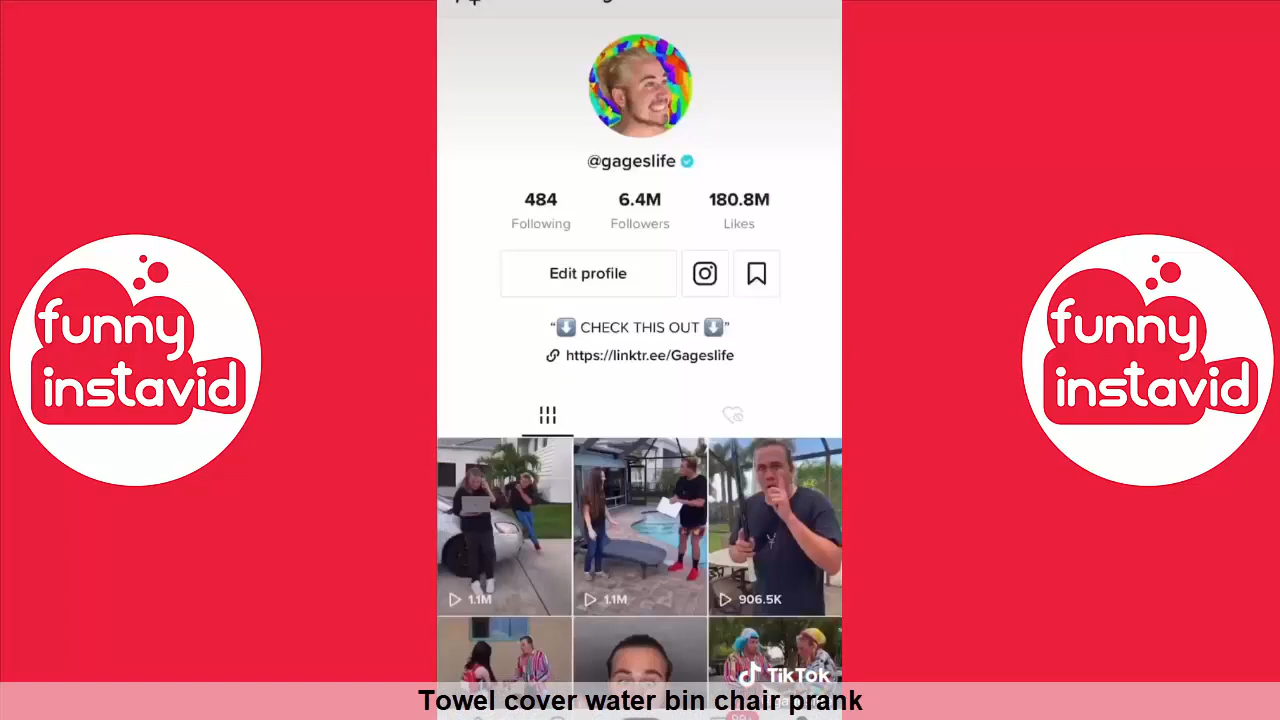 @gageslife
484 6.4M 180.8M
Following Followers Likes
Edit profile
funny
instavid
funny
instavid
“⬇️ CHECK THIS OUT ⬇️”
https://linktr.ee/Gageslife
1.1M 1.1M 906.5K
TikTok
Towel cover water bin chair prank